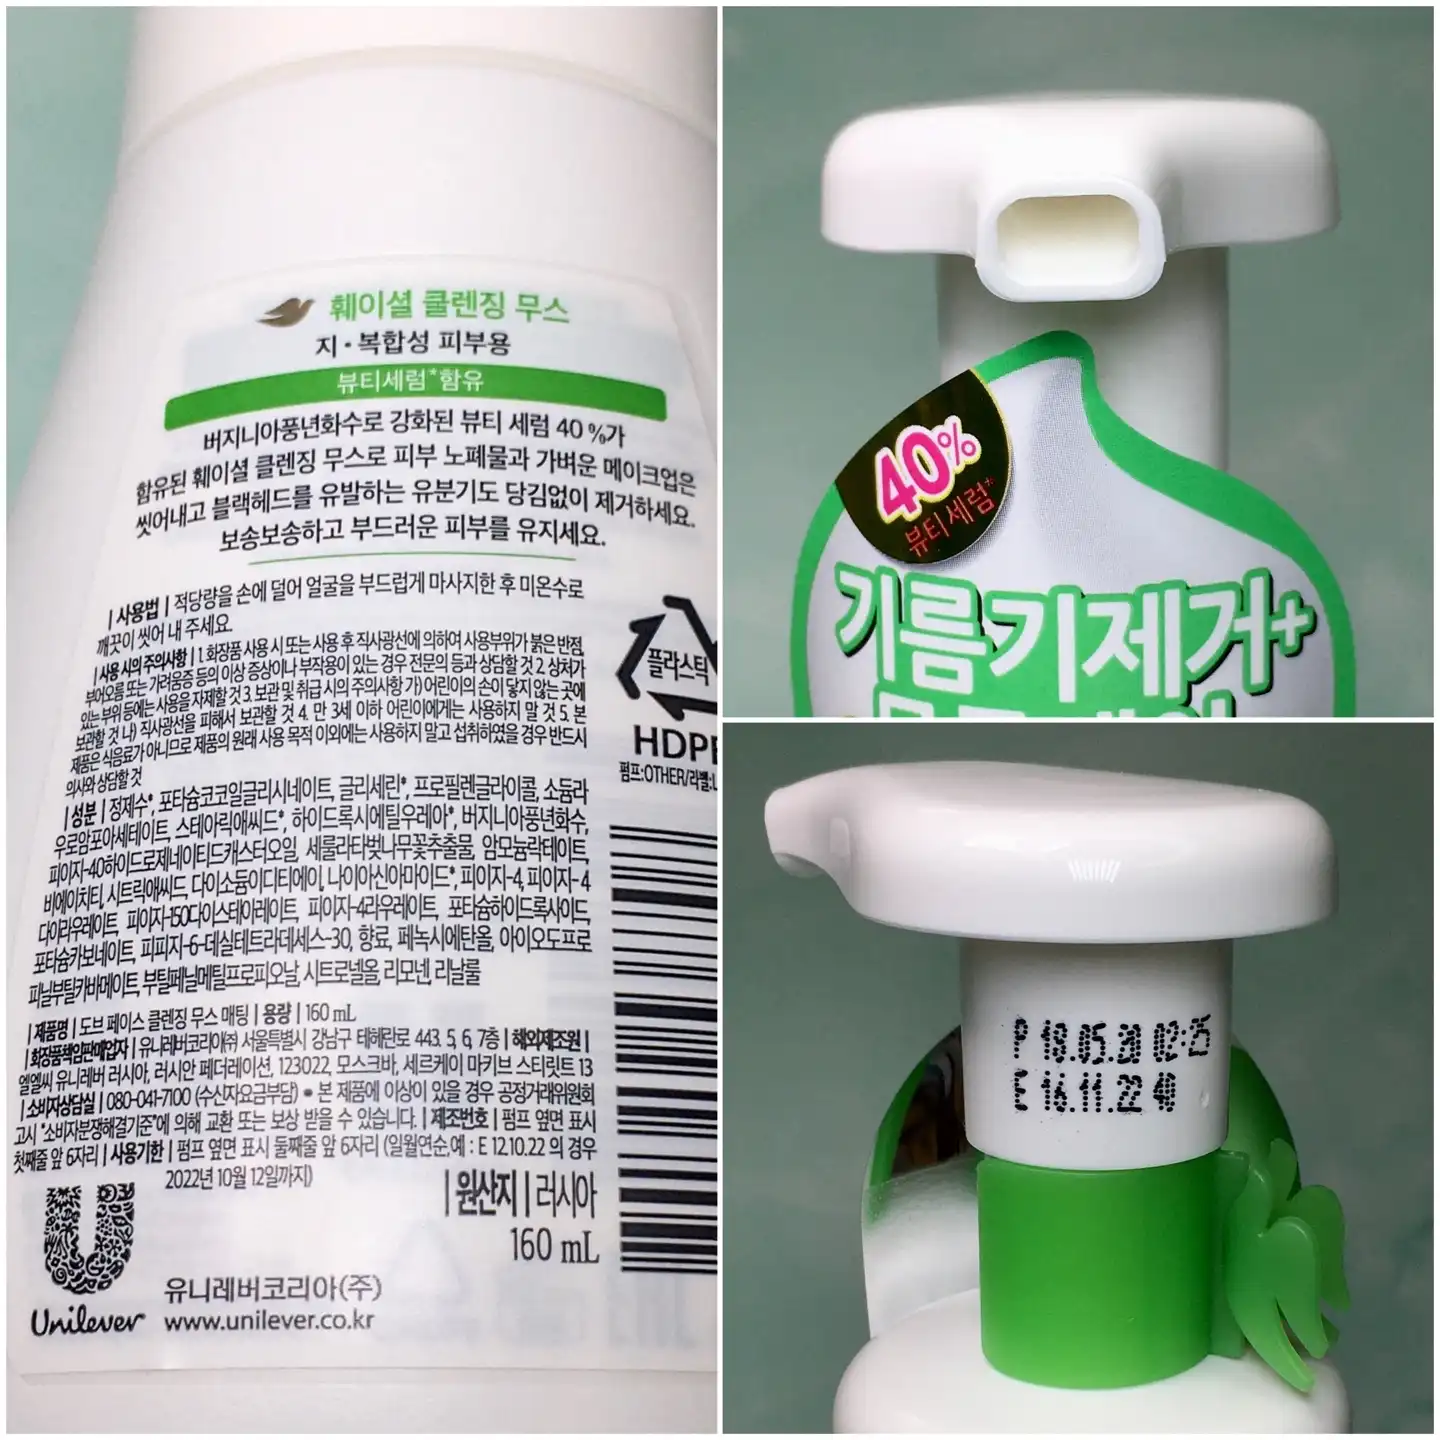 훼이셜 클렌징 무스
지·복합성 피부용
뷰티세럼*함유
버지니아풍년화수로 강화된 뷰티 세럼 40 %가
함유된 훼이셜 클렌징 무스로 피부 노폐물과 가벼운 메이크업은
씻어내고 블랙헤드를 유발하는 유분기도 당김없이 제거하세요.
보송보송하고 부드러운 피부를 유지세요.
| 사용법 | 적당량을 손에 덜어 얼굴을 부드럽게 마사지한 후 미온수로
깨끗이 씻어 내 주세요.
| 사용 시의 주의사항 | 1. 화장품 사용 시 또는 사용 후 직사광선에 의하여 사용부위가 붉은 반점,
부어오름 또는 가려움증 등의 이상 증상이나 부작용이 있는 경우 전문의 등과 상담할 것 2. 상처가
있는 부위 등에는 사용을 자제할 것 3. 보관 및 취급 시의 주의사항 가) 어린이의 손이 닿지 않는 곳에
보관할 것 나) 직사광선을 피해서 보관할 것 4. 만 3세 이하 어린이에게는 사용하지 말 것 5. 본
제품은 식음료가 아니므로 제품의 원래 사용 목적 이외에는 사용하지 말고 섭취하였을 경우 반드시
의사와 상담할 것
| 성분 | 정제수*, 포타슘코코일글리시네이트, 글리세린*, 프로필렌글라이콜, 소듐라
우로암포아세테이트, 스테아릭애씨드*, 하이드록시에틸우레아*, 버지니아풍년화수,
피이지-40하이드로제네이티드캐스터오일, 세룰라타벚나무꽃추출물, 암모늄락테이트,
비에이치티, 시트릭애씨드, 다이소듐이디티에이, 나이아신아마이드*, 피이지-4, 피이지-4
다이라우레이트, 피이지-150다이스테아레이트, 피이지-4라우레이트, 포타슘하이드록사이드,
포타슘카보네이트, 피피지-6-데실테트라데세스-30, 향료, 페녹시에탄올, 아이오도프로
피닐부틸카바메이트, 부틸페닐메틸프로피오날, 시트로넬올, 리모넨, 리날룰
| 제품명 | 도브 페이스 클렌징 무스 매팅 | 용량 | 160 mL
| 화장품책임판매업자 | 유니레버코리아㈜ 서울특별시 강남구 테헤란로 443. 5, 6, 7층 | 해외제조원 |
엘엘씨 유니레버 러시아, 러시안 페더레이션, 123022, 모스크바, 세르게이 마키브 스티릿트 13
| 소비자상담실 | 080-041-7100 (수신자요금부담) • 본 제품에 이상이 있을 경우 공정거래위원회
고시 "소비자분쟁해결기준"에 의해 교환 또는 보상 받을 수 있습니다. | 제조번호 | 펌프 옆면 표시
첫째줄 앞 6자리 | 사용기한 | 펌프 옆면 표시 둘째줄 앞 6자리 (일월연순, 예 : E 12.10.22 의 경우
2022년 10월 12일까지)
| 원산지 | 러시아
160 mL
Unilever
유니레버코리아(주)
www.unilever.co.kr
플라스틱
HDPE
펌프:OTHER/라벨:
40%
뷰티세럼*
기름기제거+
P 18.05.20 02:25
E 16.11.22 40